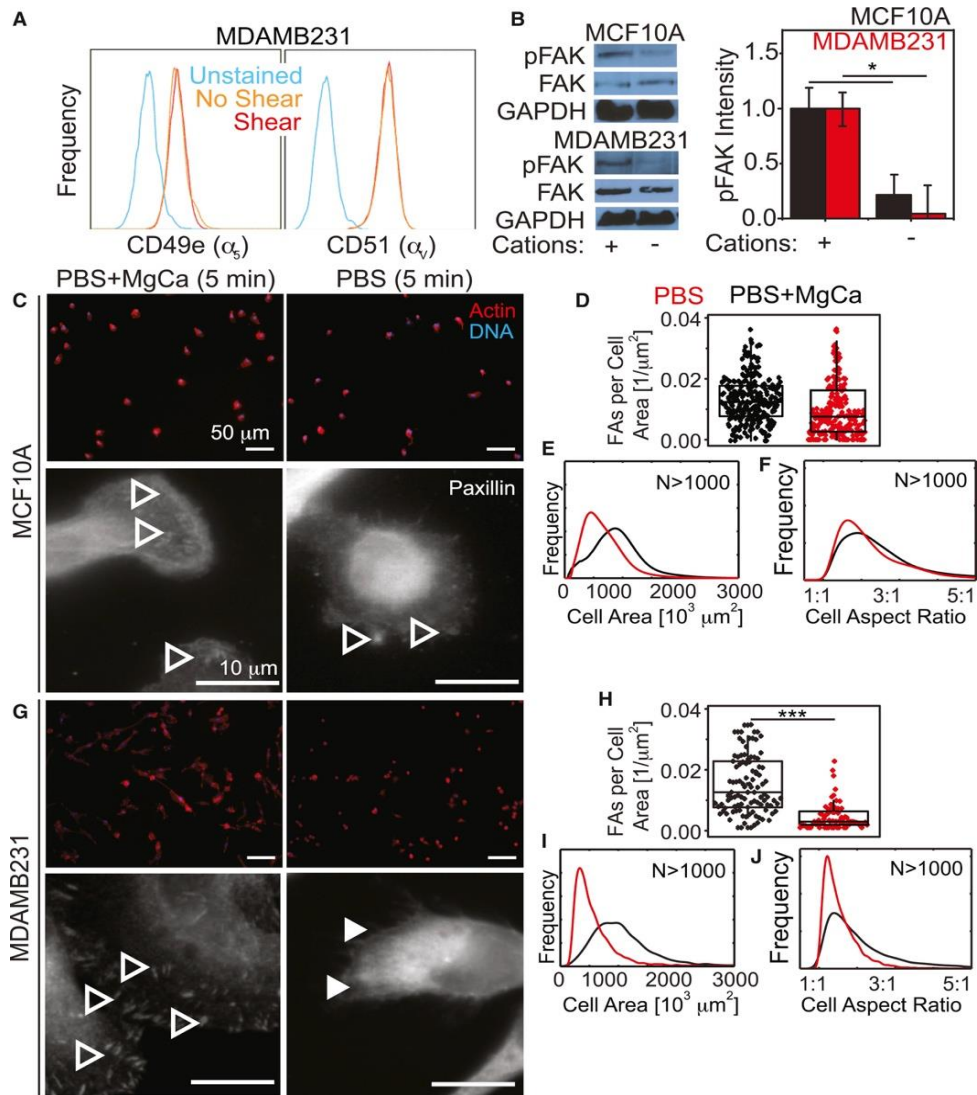 A
MDAMB231
Unstained
No Shear
Shear
Frequency
CD49e (α5)
CD51 (αV)
B
MCF10A
pFAK
FAK
GAPDH
MDAMB231
pFAK
FAK
GAPDH
Cations: + -
MCF10A
MDAMB231
*
pFAK Intensity
1.5
1.0
0.5
0.0
Cations: + -
PBS+MgCa (5 min)
PBS (5 min)
C
MCF10A
Actin
DNA
50 μm
Paxillin
10 μm
D
PBS PBS+MgCa
FAs per Cell
Area [1/μm²]
0.04
0.02
0.00
E
N>1000
Frequency
0 1000 2000 3000
Cell Area [10³ μm²]
F
N>1000
Frequency
1:1 3:1 5:1
Cell Aspect Ratio
G
MDAMB231
H
***
FAs per Cell
Area [1/μm²]
0.04
0.02
0.00
I
N>1000
Frequency
0 1000 2000 3000
Cell Area [10³ μm²]
J
N>1000
Frequency
1:1 3:1 5:1
Cell Aspect Ratio